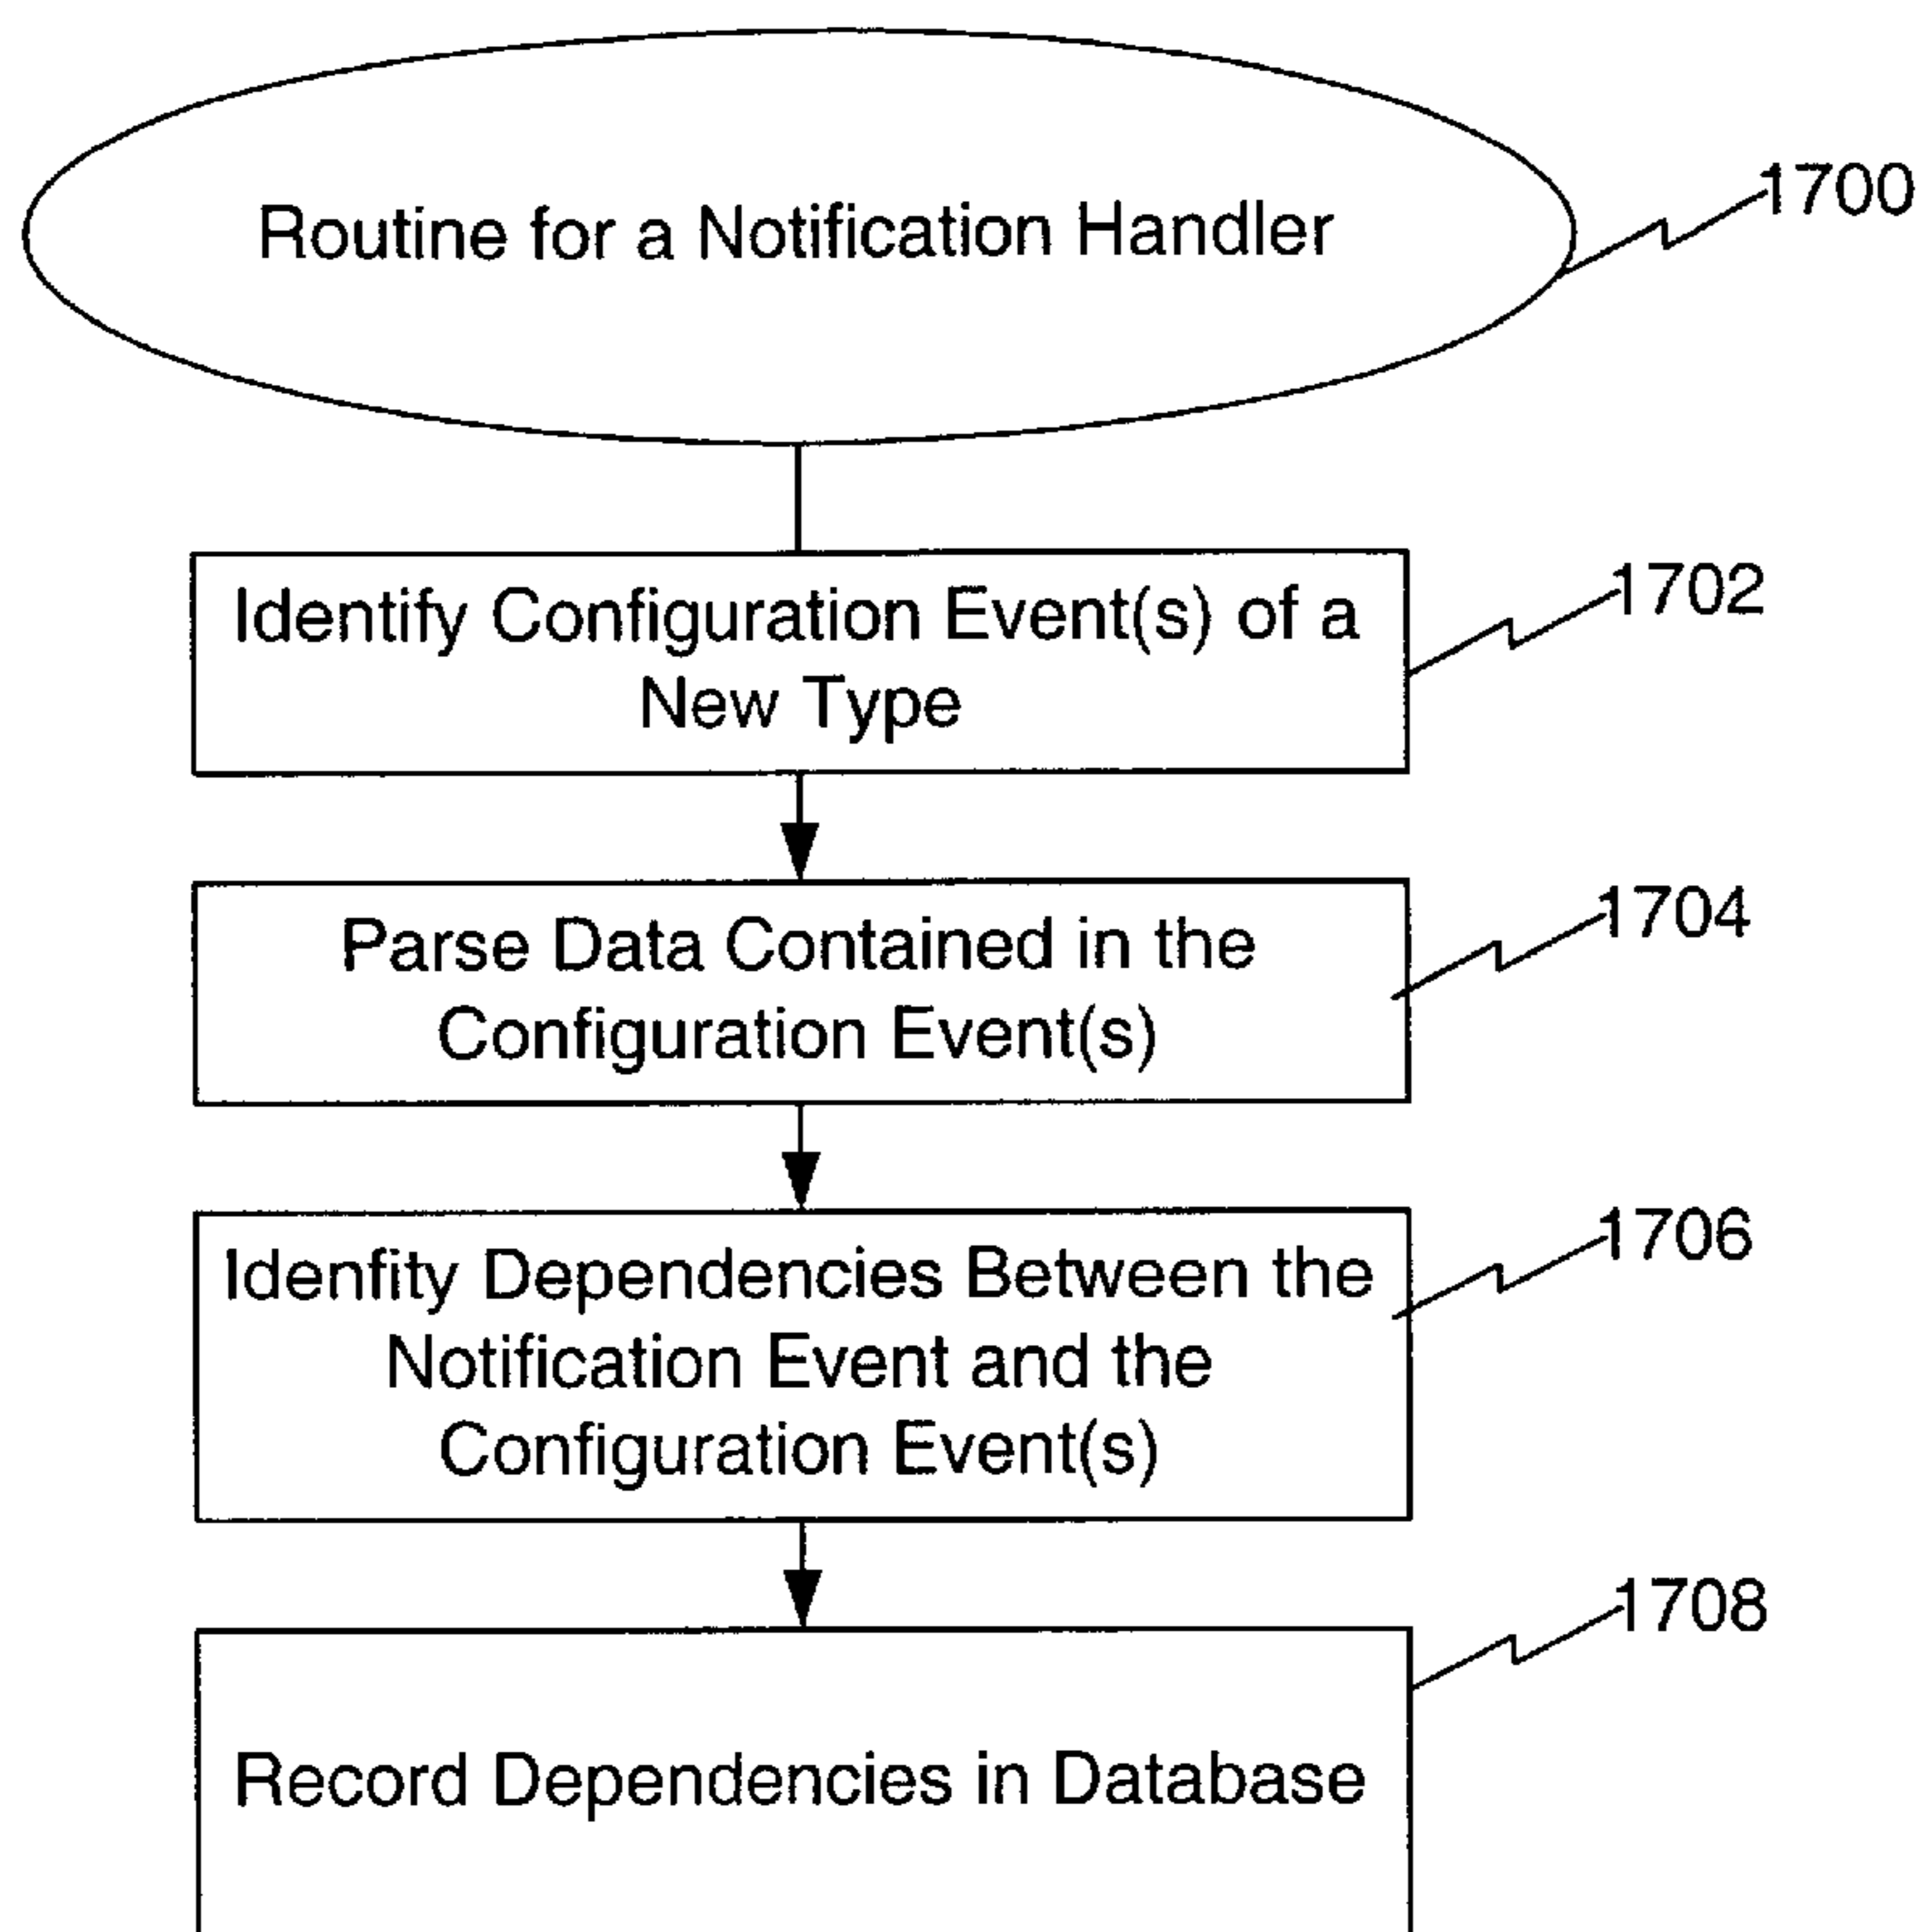 Routine for a Notification Handler
1700
Identify Configuration Event(s) of a
New Type
1702
Parse Data Contained in the
Configuration Event(s)
1704
Idenfity Dependencies Between the
Notification Event and the
Configuration Event(s)
1706
Record Dependencies in Database
1708